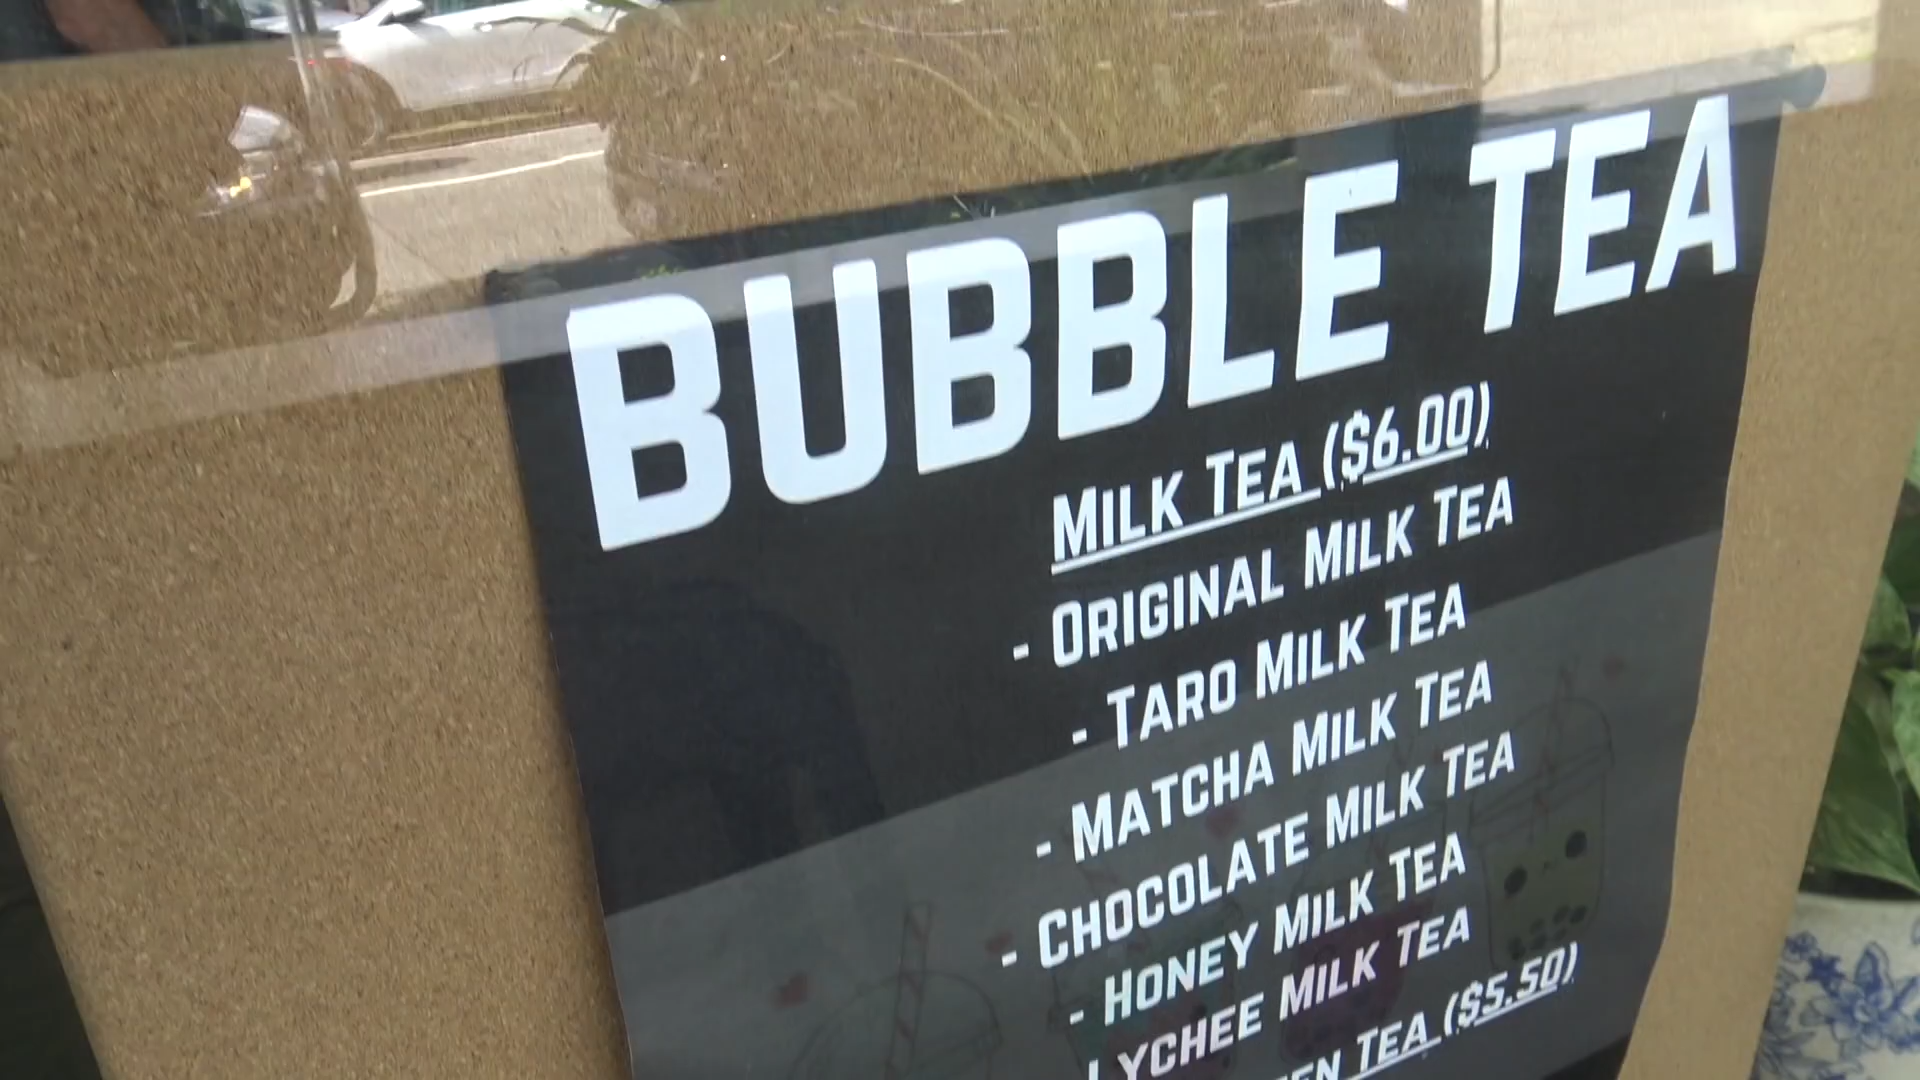 BUBBLE TEA
MILK TEA ($6.00)
- ORIGINAL MILK TEA
- TARO MILK TEA
- MATCHA MILK TEA
- CHOCOLATE MILK TEA
- HONEY MILK TEA
LYCHEE MILK TEA
TEA ($5.50)